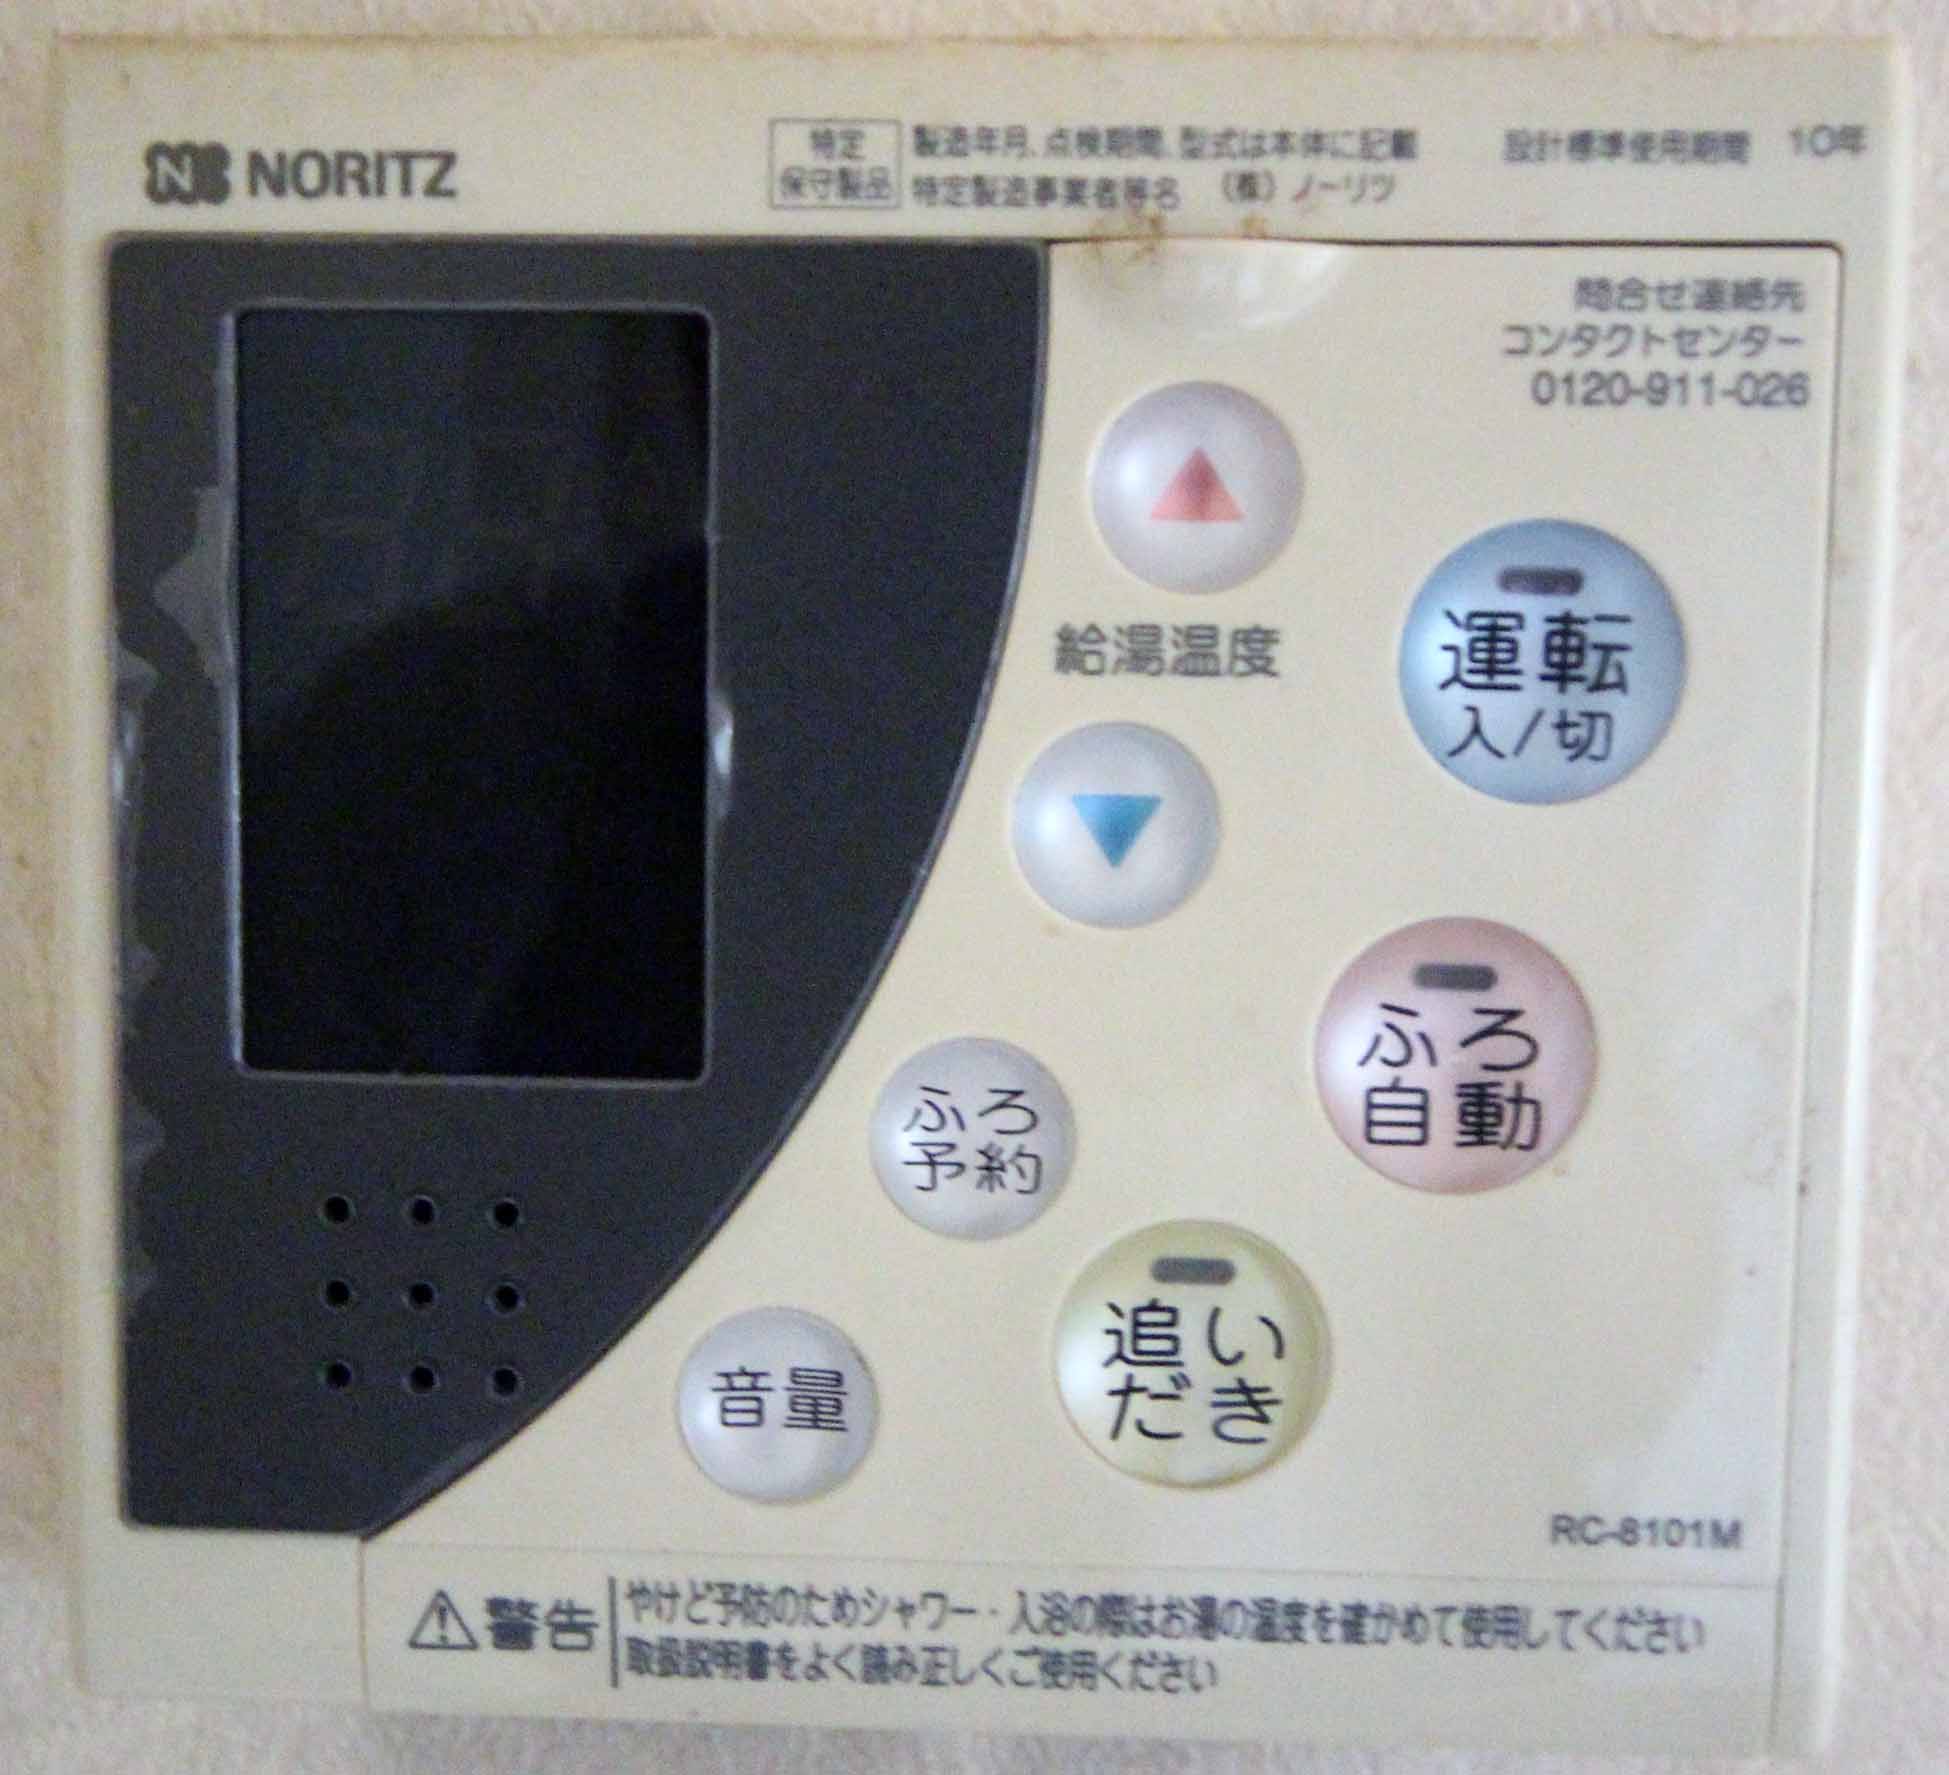 NORITZ
特定
保守製品
製造年月、点検期間、型式は本体に記載
特定製造事業者等名 (株) ノーリツ
設計標準使用期間 10年
問合せ連絡先
コンタクトセンター
0120-911-026
給湯温度
運転
入/切
ふろ
自動
ふろ
予約
追い
だき
音量
RC-8101M
警告
やけど予防のためシャワー・入浴の際はお湯の温度を確かめて使用してください
取扱説明書をよく読み正しくご使用ください